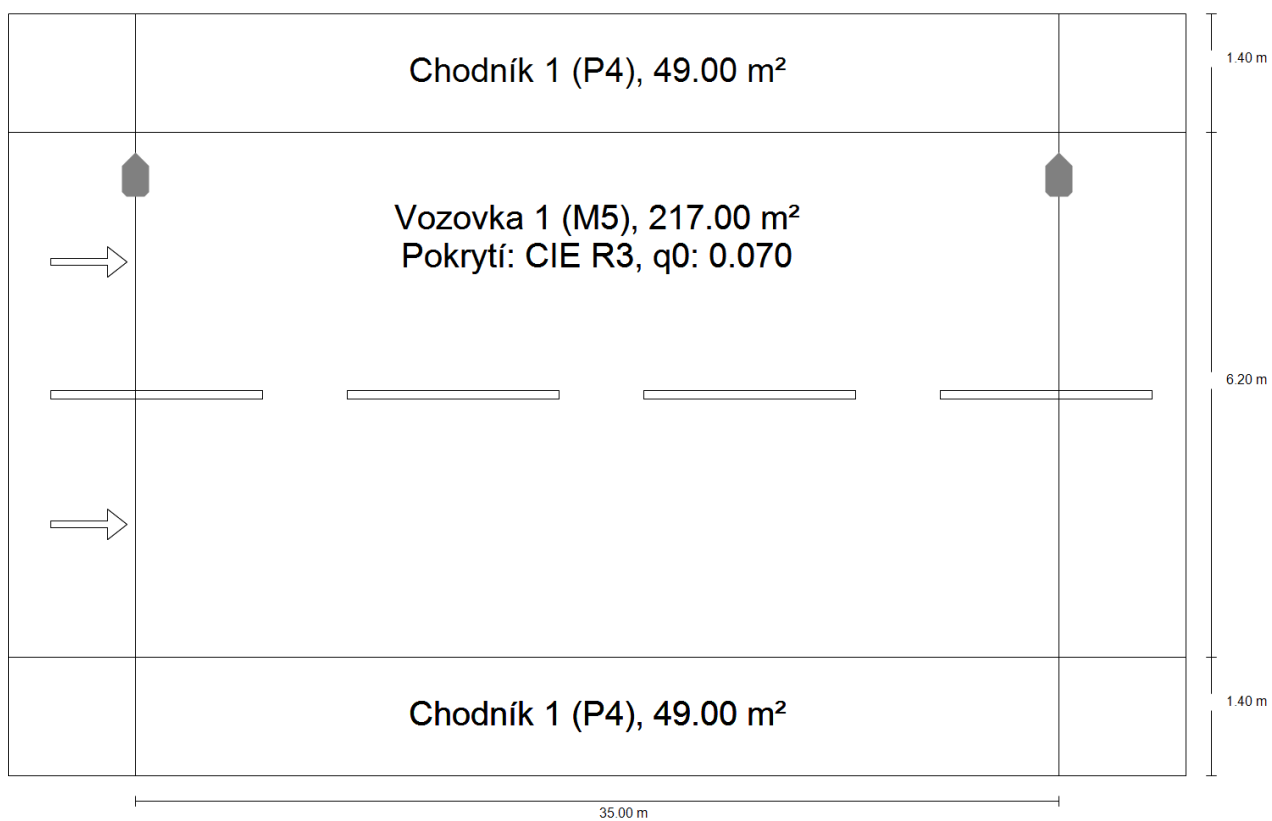 Chodník 1 (P4), 49.00 m²
1.40 m
Vozovka 1 (M5), 217.00 m²
Pokrytí: CIE R3, q0: 0.070
6.20 m
Chodník 1 (P4), 49.00 m²
1.40 m
35.00 m